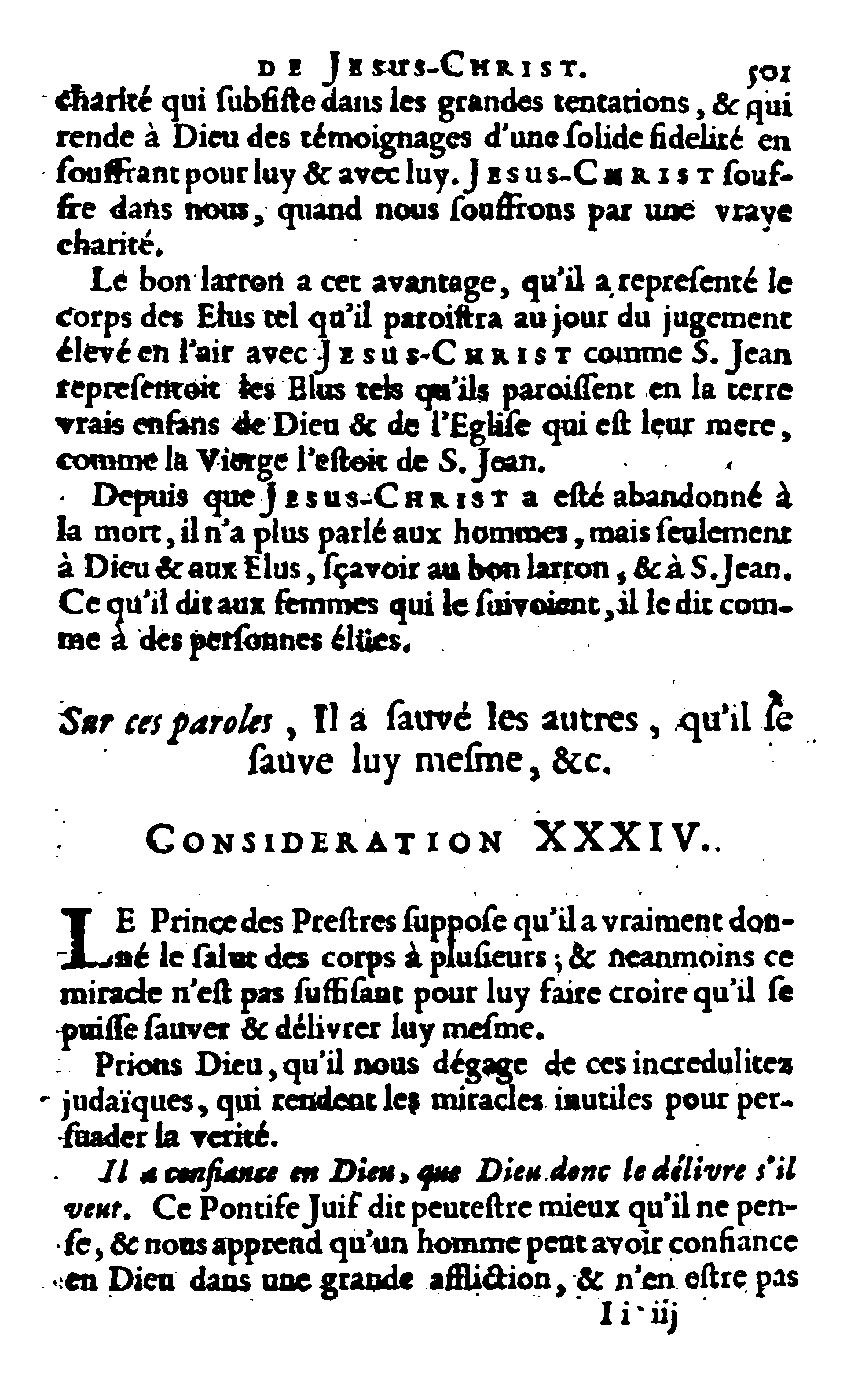 DE JESUS-CHRIST. 501
charité qui ſubſiſte dans les grandes tentations, & qui
rende à Dieu des témoignages d'une ſolide fidelité en
ſouffrant pour luy & avec luy. JESUS-CHRIST ſouf-
fre dans nous, quand nous ſouffrons par une vraye
charité.
Le bon larron a cet avantage, qu'il a repreſenté le
corps des Elus tel qu'il paroiſtra au jour du jugement
élevé en l'air avec JESUS-CHRIST comme S. Jean
repreſentoit les Elus tels qu'ils paroiſſent en la terre
vrais enfans de Dieu & de l'Egliſe qui eſt leur mere,
comme la Vierge l'eſtoit de S. Jean.
Depuis que JESUS-CHRIST a eſté abandonné à
la mort, il n'a plus parlé aux hommes, mais ſeulement
à Dieu & aux Elus, ſçavoir au bon larron, & à S. Jean.
Ce qu'il dit aux femmes qui le ſuivoient, il le dit com-
me à des perſonnes élües.
Sur ces paroles, Il a ſauvé les autres, qu'il ſe
ſauve luy meſme, &c.
CONSIDERATION XXXIV.
LE Prince des Preſtres ſuppoſe qu'il a vraiment don-
né le ſalut des corps à pluſieurs; & neanmoins ce
miracle n'eſt pas ſuffiſant pour luy faire croire qu'il ſe
puiſſe ſauver & délivrer luy meſme.
Prions Dieu, qu'il nous dégage de ces incredulitez
judaïques, qui rendent les miracles inutiles pour per-
ſuader la verité.
Il a confiance en Dieu, que Dieu donc le délivre s'il
veut. Ce Pontife Juif dit peuteſtre mieux qu'il ne pen-
ſe, & nous apprend qu'un homme peut avoir confiance
en Dieu dans une grande affliction, & n'en eſtre pas
Ii iij